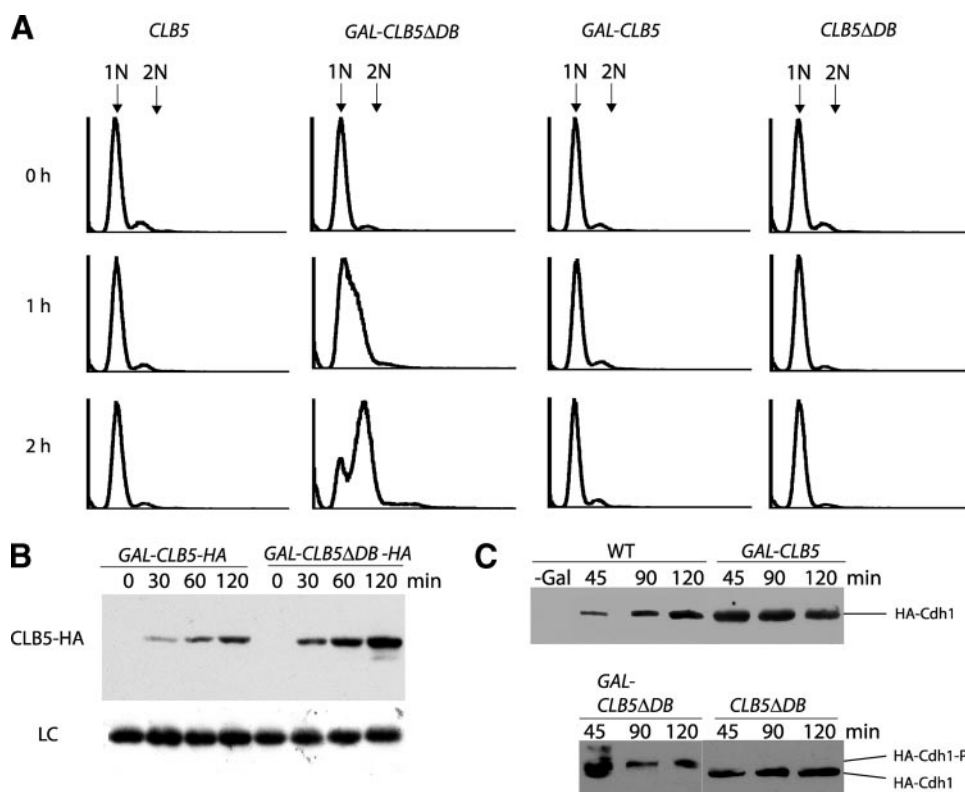 A
CLB5 GAL-CLB5ΔDB GAL-CLB5 CLB5ΔDB
1N 2N 1N 2N 1N 2N 1N 2N
0 h
1 h
2 h
B
GAL-CLB5-HA GAL-CLB5ΔDB -HA
0 30 60 120 0 30 60 120 min
CLB5-HA
LC
C
WT GAL-CLB5
-Gal 45 90 120 45 90 120 min
HA-Cdh1
GAL-
CLB5ΔDB CLB5ΔDB
45 90 120 45 90 120 min
HA-Cdh1-P
HA-Cdh1